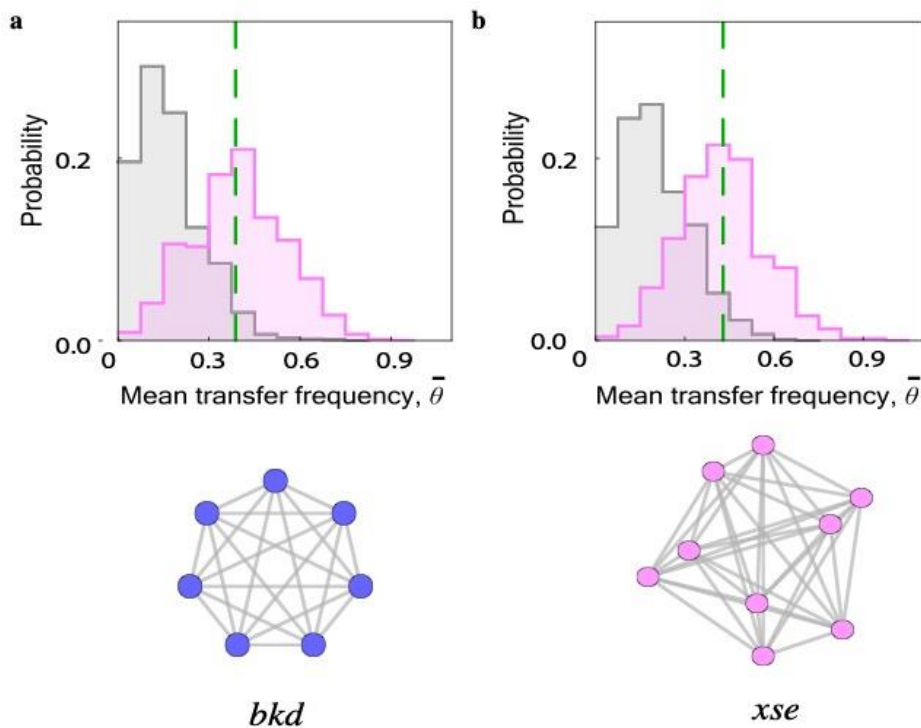 a
Probability
0.2
0.0
0
0.3
0.6
0.9
Mean transfer frequency, θ̄
b
Probability
0.2
0.0
0
0.3
0.6
0.9
Mean transfer frequency, θ̄
bkd
xse